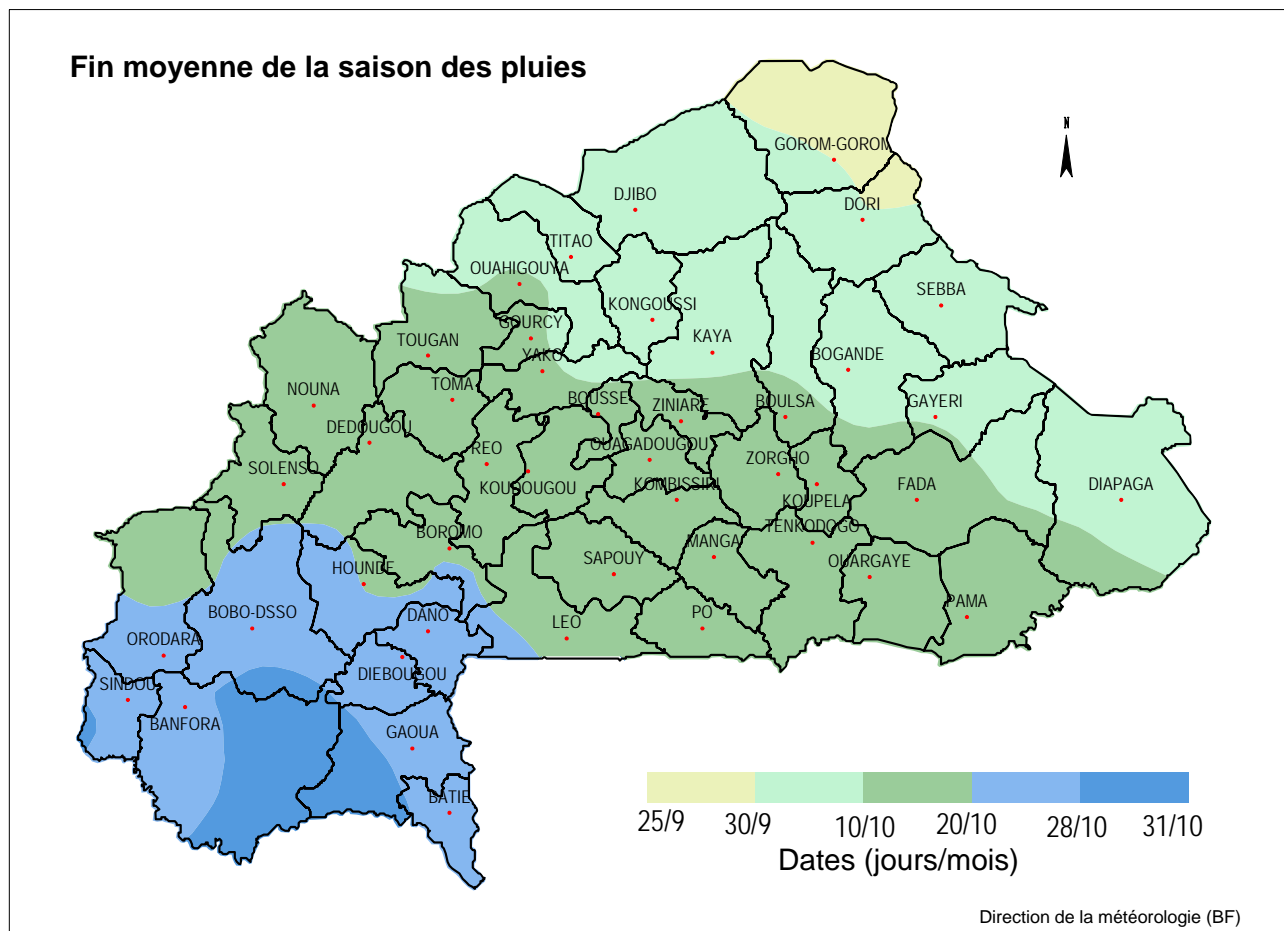 Fin moyenne de la saison des pluies
N
GOROM-GOROM
DJIBO
DORI
TITAO
OUAHIGOUYA
SEBBA
KONGOUSSI
GOURCY
KAYA
TOUGAN
BOGANDE
YAKO
NOUNA
TOMA
BOUSSE
ZINIARE
BOULSA
GAYERI
DEDOUGOU
REO
OUAGADOUGOU
ZORGHO
SOLENSO
KOUDOUGOU
KOMBISSIRI
KOUPELA
FADA
DIAPAGA
TENKODOGO
BOROMO
MANGA
HOUNDE
SAPOUY
OUARGAYE
BOBO-DSSO
DANO
LEO
PO
PAMA
ORODARA
DIEBOUGOU
SINDOU
BANFORA
GAOUA
BATIE
25/9 30/9 10/10 20/10 28/10 31/10
Dates (jours/mois)
Direction de la météorologie (BF)